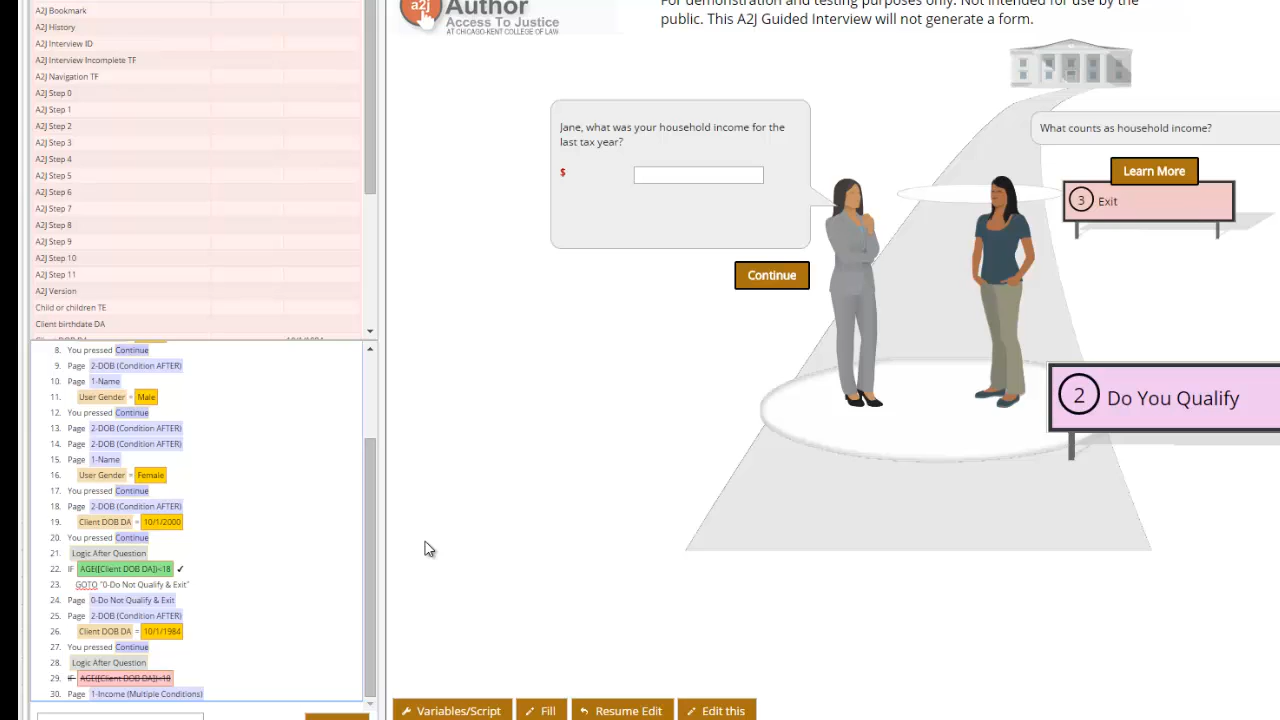 A2J Bookmark
A2J History
A2J Interview ID
A2J Interview Incomplete TF
A2J Navigation TF
A2J Step 0
A2J Step 1
A2J Step 2
A2J Step 3
A2J Step 4
A2J Step 5
A2J Step 6
A2J Step 7
A2J Step 8
A2J Step 9
A2J Step 10
A2J Step 11
A2J Version
Child or children TE
Client birthdate DA
8. You pressed Continue
9. Page 2-DOB (Condition AFTER)
10. Page 1-Name
11. User Gender = Male
12. You pressed Continue
13. Page 2-DOB (Condition AFTER)
14. Page 2-DOB (Condition AFTER)
15. Page 1-Name
16. User Gender = Female
17. You pressed Continue
18. Page 2-DOB (Condition AFTER)
19. Client DOB DA = 10/1/2000
20. You pressed Continue
21. Logic After Question
22. IF AGE([Client DOB DA])<18 ✓
23. GOTO "0-Do Not Qualify & Exit"
24. Page 0-Do Not Qualify & Exit
25. Page 2-DOB (Condition AFTER)
26. Client DOB DA = 10/1/1984
27. You pressed Continue
28. Logic After Question
29. IF AGE([Client DOB DA])<18
30. Page 1-Income (Multiple Conditions)
a2j Author
Access To Justice
AT CHICAGO-KENT COLLEGE OF LAW
For demonstration and testing purposes only. Not intended for use by the
public. This A2J Guided Interview will not generate a form.
Jane, what was your household income for the
last tax year?
$
Continue
What counts as household income?
Learn More
3 Exit
2 Do You Qualify
Variables/Script
Fill
Resume Edit
Edit this